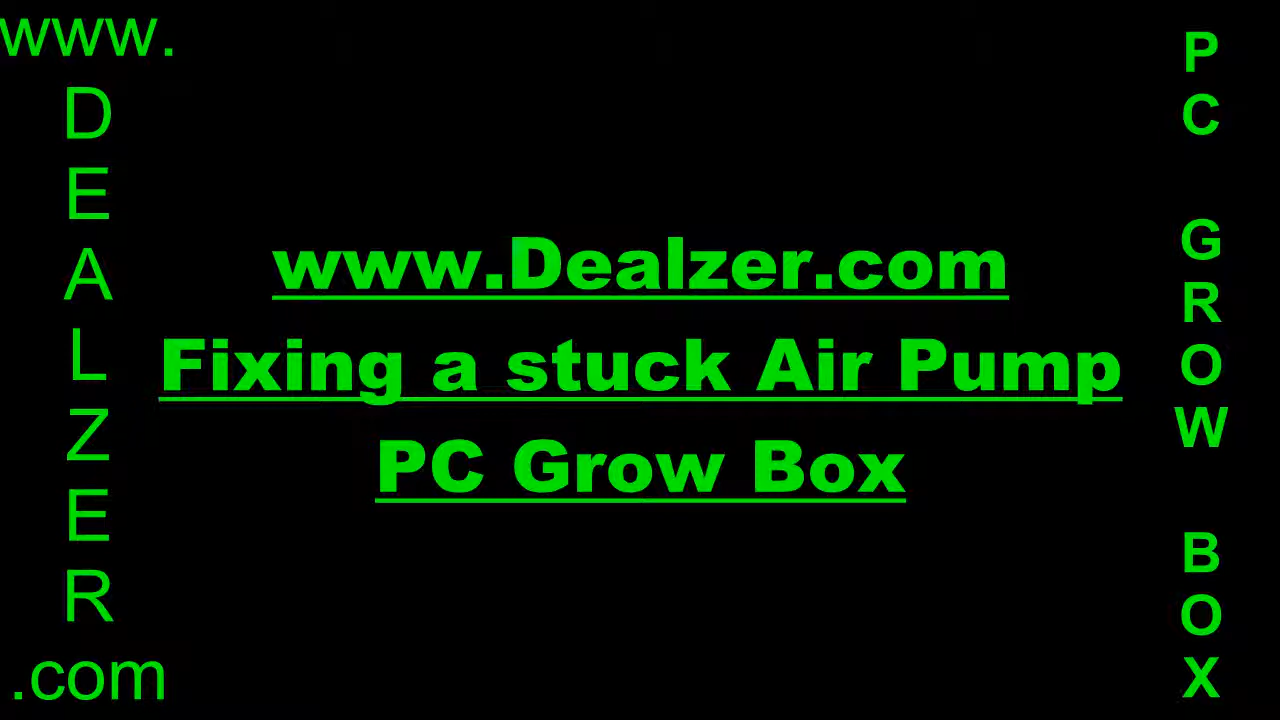 www.
D
E
A
L
Z
E
R
.com
www.Dealzer.com
Fixing a stuck Air Pump
PC Grow Box
P
C
G
R
O
W
B
O
X